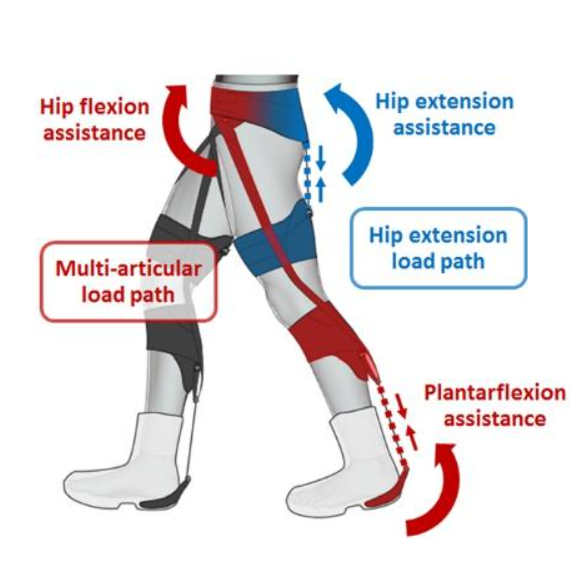 Hip flexion
assistance
Hip extension
assistance
Hip extension
load path
Multi-articular
load path
Plantarflexion
assistance